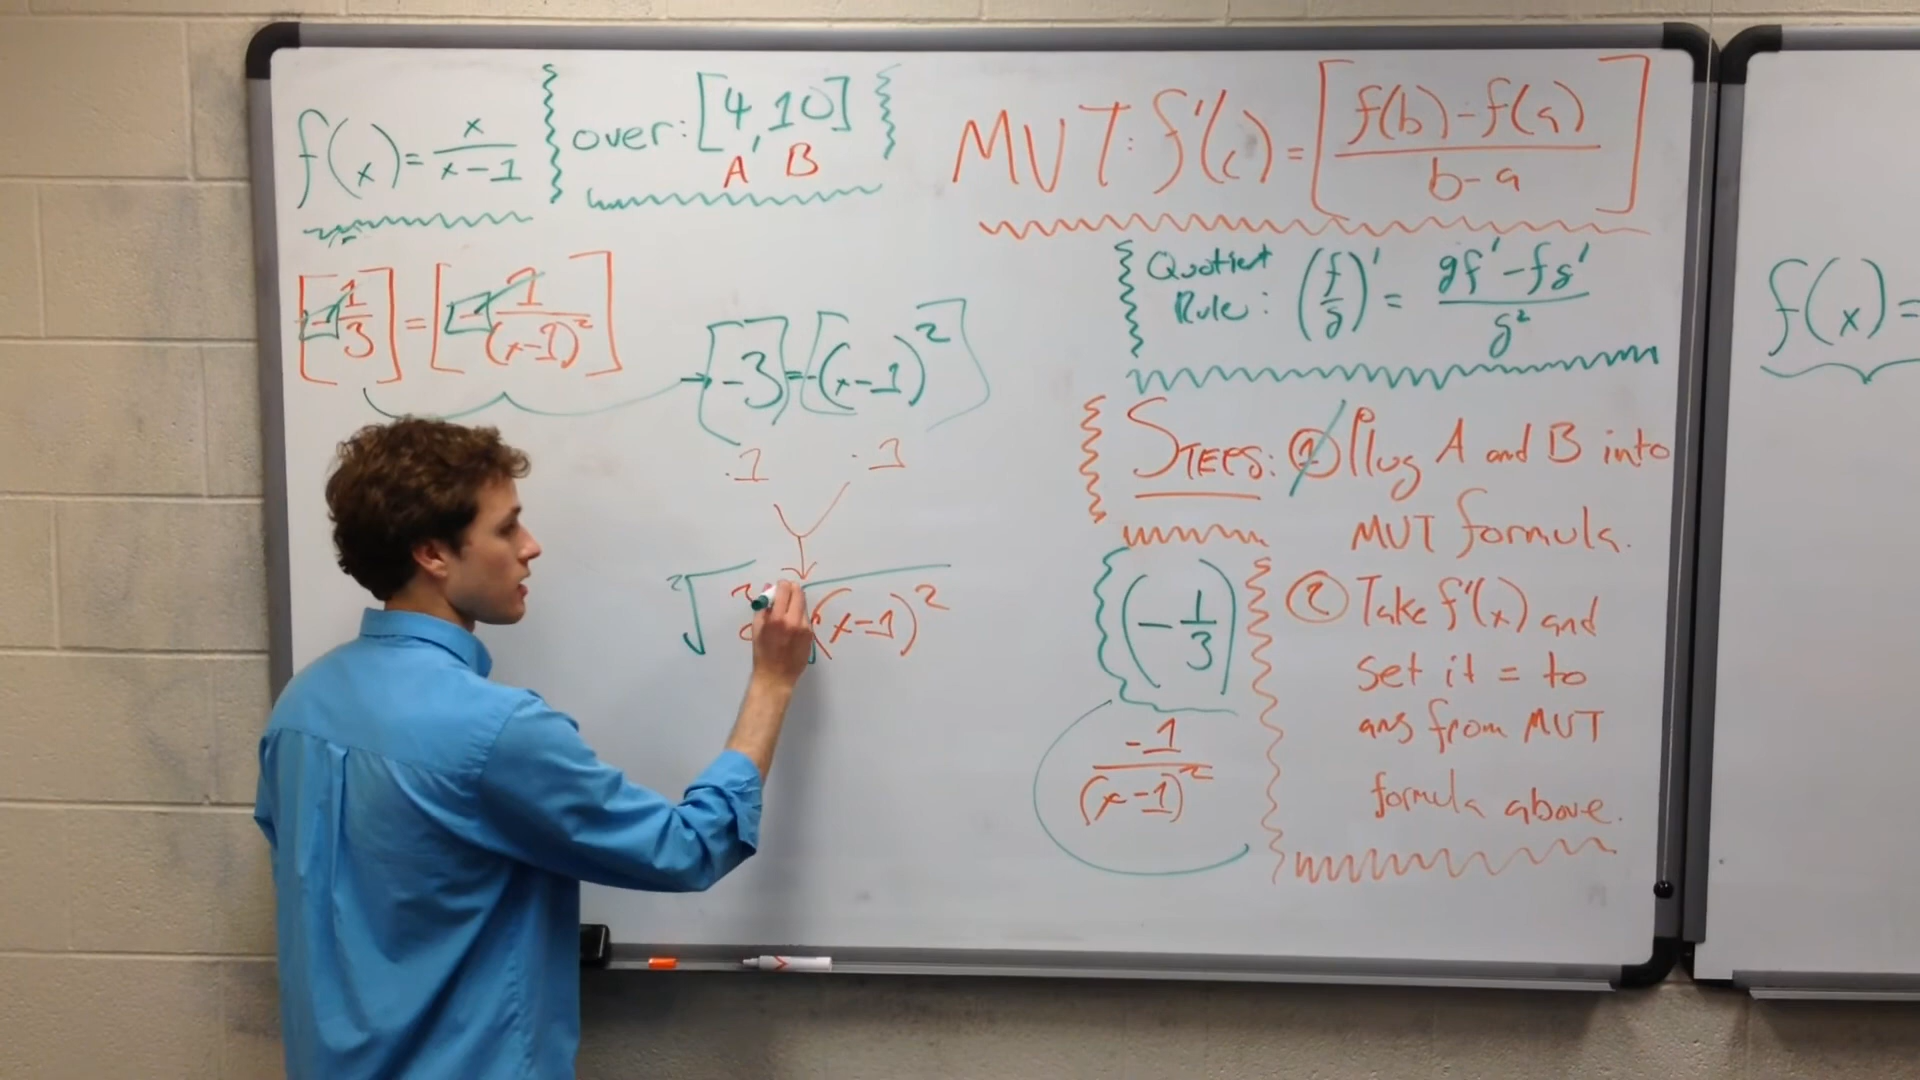 f(x) = x/(x-1)
over: [4, 10]
A B
MVT: f'(c) = [(f(b)-f(a))/(b-a)]
Quotient Rule: (f/g)' = (gf'-fg')/g²
[-1 1/3] = [-1 1/(x-1)²]
[-3] = [-(x-1)²]
·1 ·1
(x-1)²
STEPS: ① Plug A and B into
MVT formula.
(-1/3)
② Take f'(x) and
set it = to
ans from MVT
formula above.
-1/(x-1)²
f(x) =